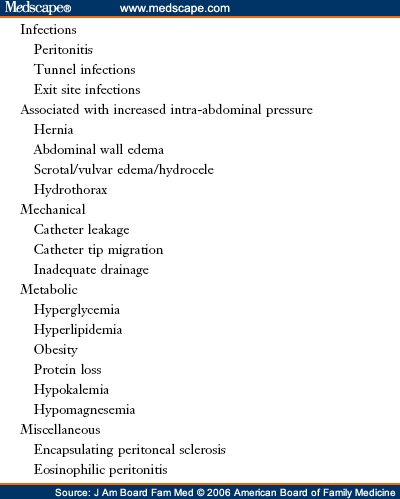 Medscape® www.medscape.com
Infections
Peritonitis
Tunnel infections
Exit site infections
Associated with increased intra-abdominal pressure
Hernia
Abdominal wall edema
Scrotal/vulvar edema/hydrocele
Hydrothorax
Mechanical
Catheter leakage
Catheter tip migration
Inadequate drainage
Metabolic
Hyperglycemia
Hyperlipidemia
Obesity
Protein loss
Hypokalemia
Hypomagnesemia
Miscellaneous
Encapsulating peritoneal sclerosis
Eosinophilic peritonitis
Source: J Am Board Fam Med © 2006 American Board of Family Medicine